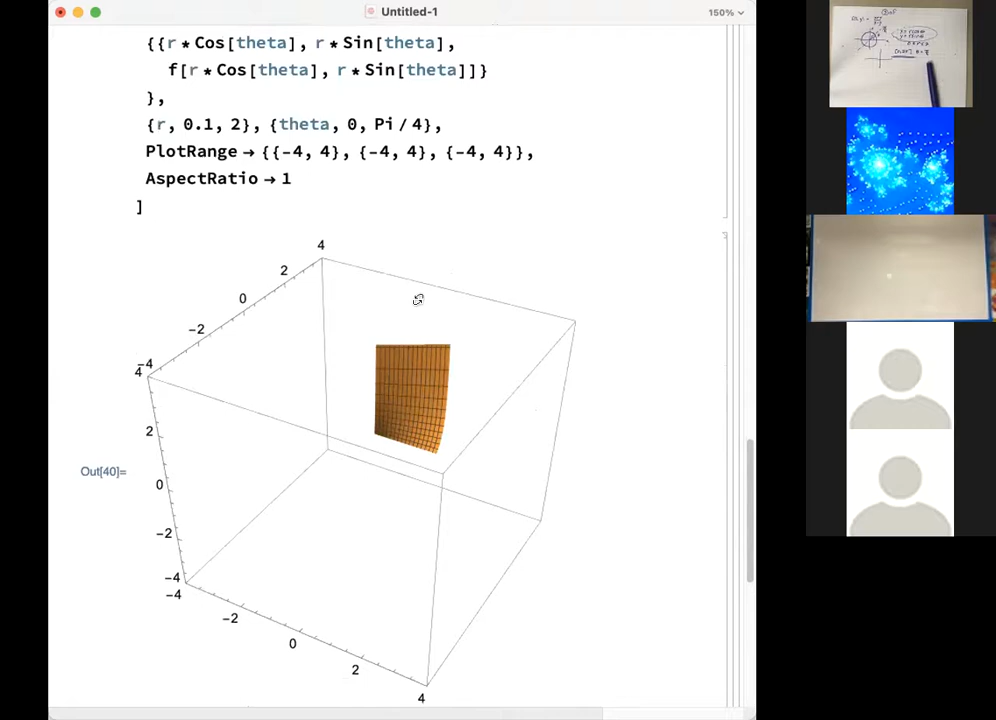 Untitled-1
150%
{{r * Cos[theta], r * Sin[theta],
f[r * Cos[theta], r * Sin[theta]]}
},
{r, 0.1, 2}, {theta, 0, Pi / 4},
PlotRange → {{-4, 4}, {-4, 4}, {-4, 4}},
AspectRatio → 1
]
4
2
0
-2
-4
4
2
Out[40]=
0
-2
-4
-4
-2
0
2
4